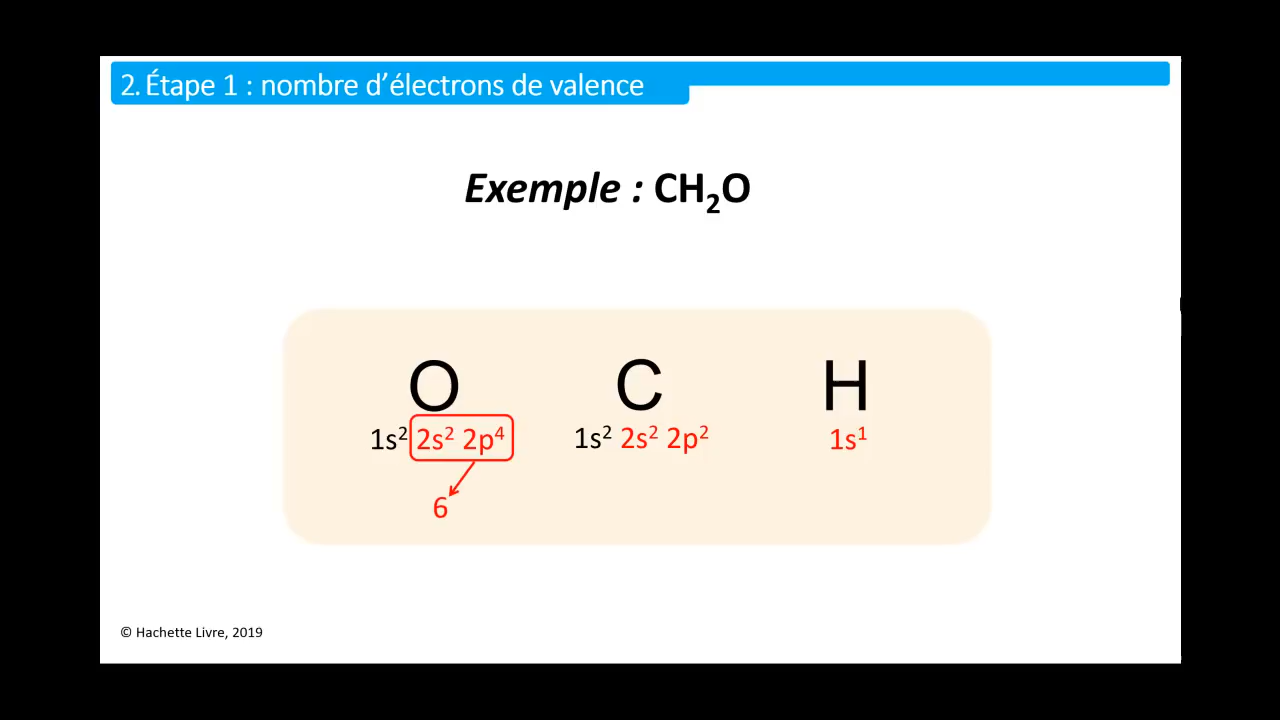 2. Étape 1 : nombre d’électrons de valence
Exemple : CH₂O
O C H
1s² 2s² 2p⁴ 1s² 2s² 2p² 1s¹
6
© Hachette Livre, 2019